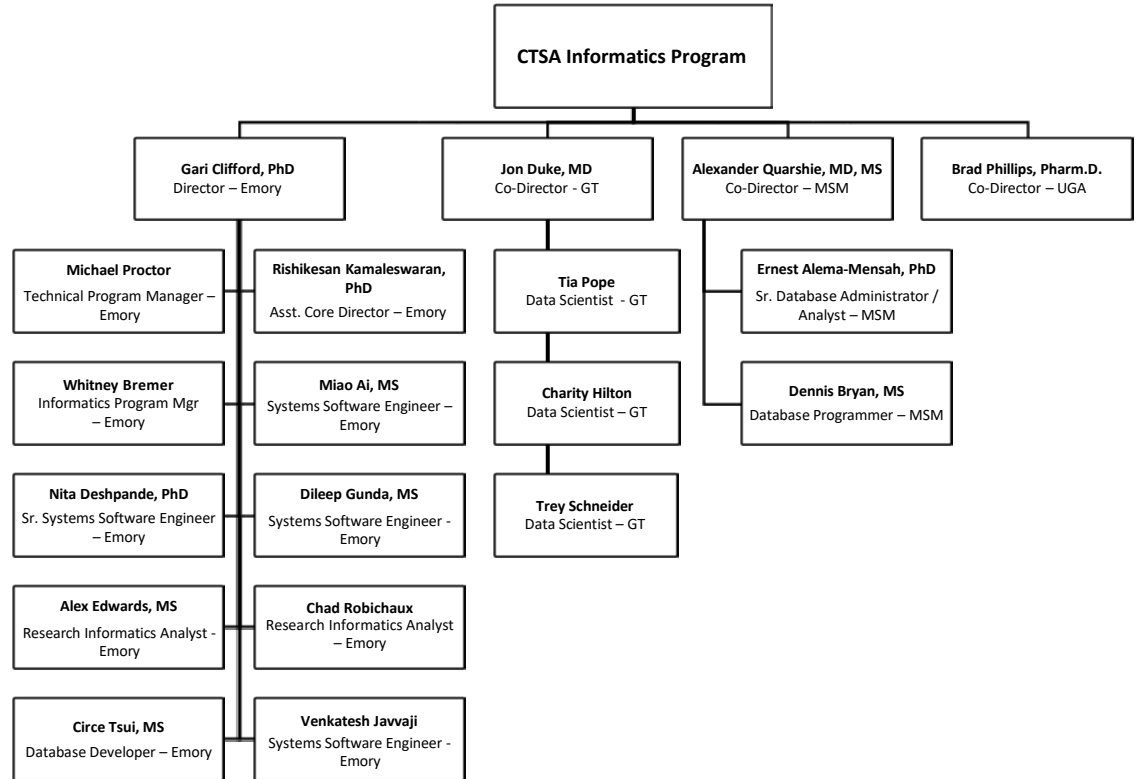 CTSA Informatics Program
Gari Clifford, PhD
Director – Emory
Jon Duke, MD
Co-Director - GT
Alexander Quarshie, MD, MS
Co-Director – MSM
Brad Phillips, Pharm.D.
Co-Director – UGA
Michael Proctor
Technical Program Manager –
Emory
Rishikesan Kamaleswaran,
PhD
Asst. Core Director – Emory
Tia Pope
Data Scientist - GT
Ernest Alema-Mensah, PhD
Sr. Database Administrator /
Analyst – MSM
Whitney Bremer
Informatics Program Mgr
– Emory
Miao Ai, MS
Systems Software Engineer –
Emory
Charity Hilton
Data Scientist – GT
Dennis Bryan, MS
Database Programmer – MSM
Nita Deshpande, PhD
Sr. Systems Software Engineer
– Emory
Dileep Gunda, MS
Systems Software Engineer -
Emory
Trey Schneider
Data Scientist – GT
Alex Edwards, MS
Research Informatics Analyst -
Emory
Chad Robichaux
Research Informatics Analyst
– Emory
Circe Tsui, MS
Database Developer – Emory
Venkatesh Javvaji
Systems Software Engineer -
Emory